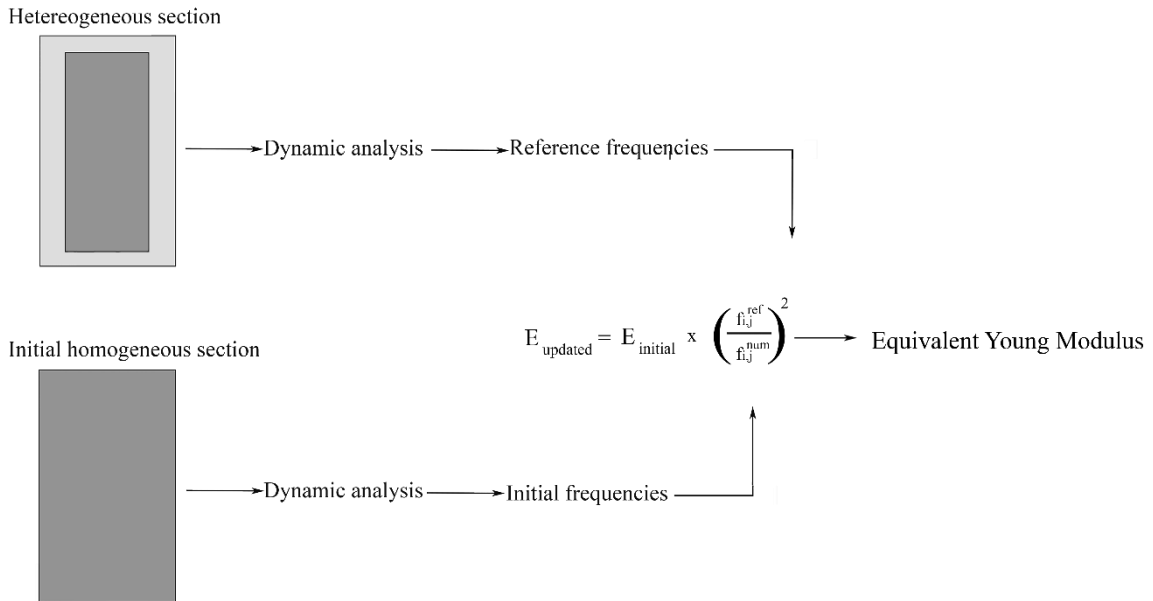 Hetereogeneous section
Dynamic analysis
Reference frequencies
E updated = E initial x ( f i,j ref / f i,j num ) 2
Equivalent Young Modulus
Initial homogeneous section
Dynamic analysis
Initial frequencies